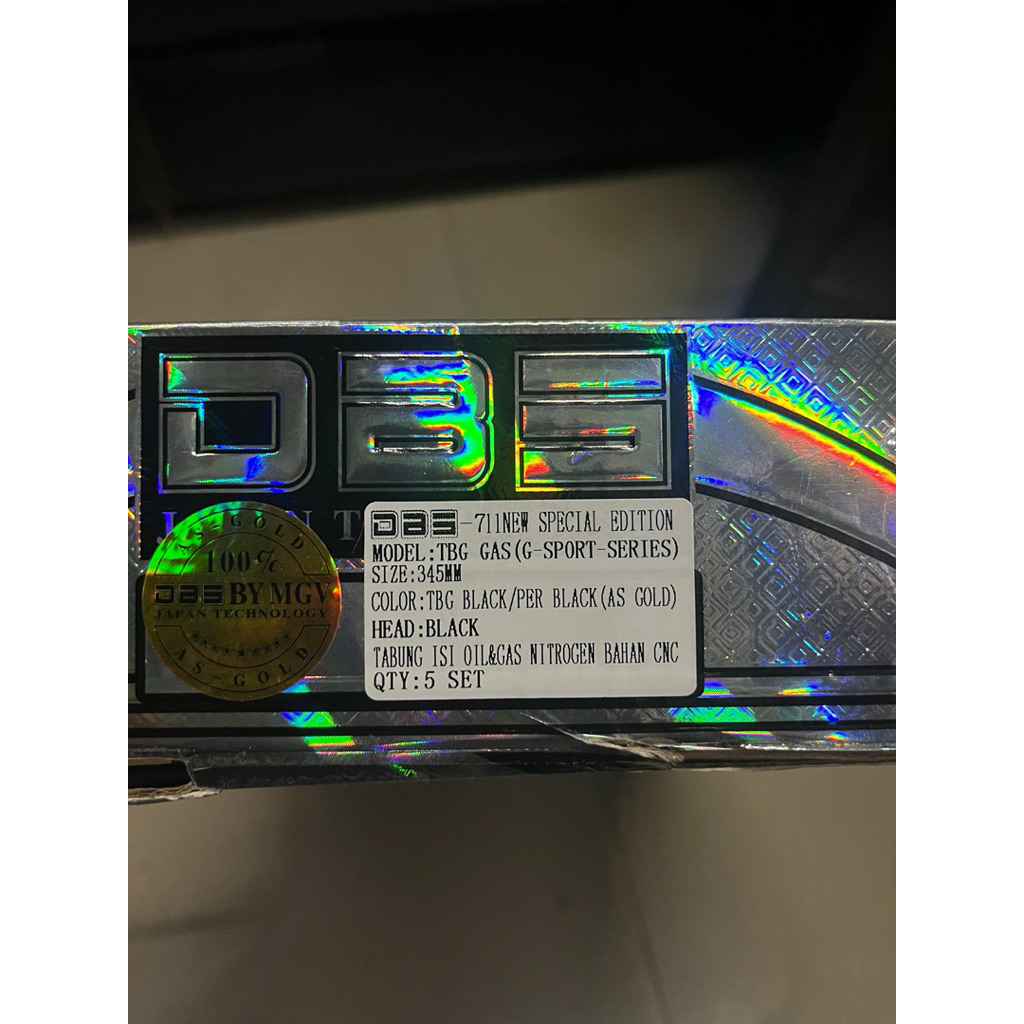 DBS
J
AS-GOLD
100%
DBS BY MGV
JAPAN TECHNOLOGY
AS-GOLD
DBS-711NEW SPECIAL EDITION
MODEL:TBG GAS(G-SPORT-SERIES)
SIZE:345MM
COLOR:TBG BLACK/PER BLACK(AS GOLD)
HEAD:BLACK
TABUNG ISI OIL&GAS NITROGEN BAHAN CNC
QTY:5 SET